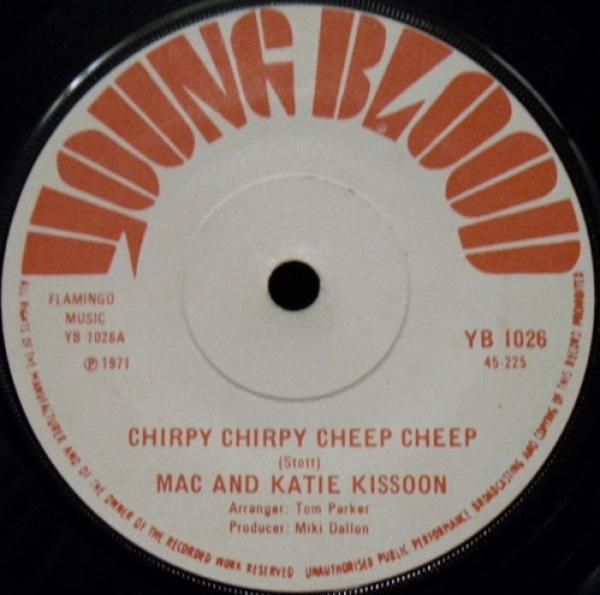 YOUNG BLOOD
FLAMINGO
MUSIC
YB 1026A
℗ 1971
YB 1026
45-225
CHIRPY CHIRPY CHEEP CHEEP
(Stott)
MAC AND KATIE KISSOON
Arranger: Tom Parker
Producer: Miki Dallon
ALL RIGHTS OF THE MANUFACTURER AND OF THE OWNER OF THE RECORDED WORK RESERVED UNAUTHORISED PUBLIC PERFORMANCE BROADCASTING AND COPYING OF THIS RECORD PROHIBITED